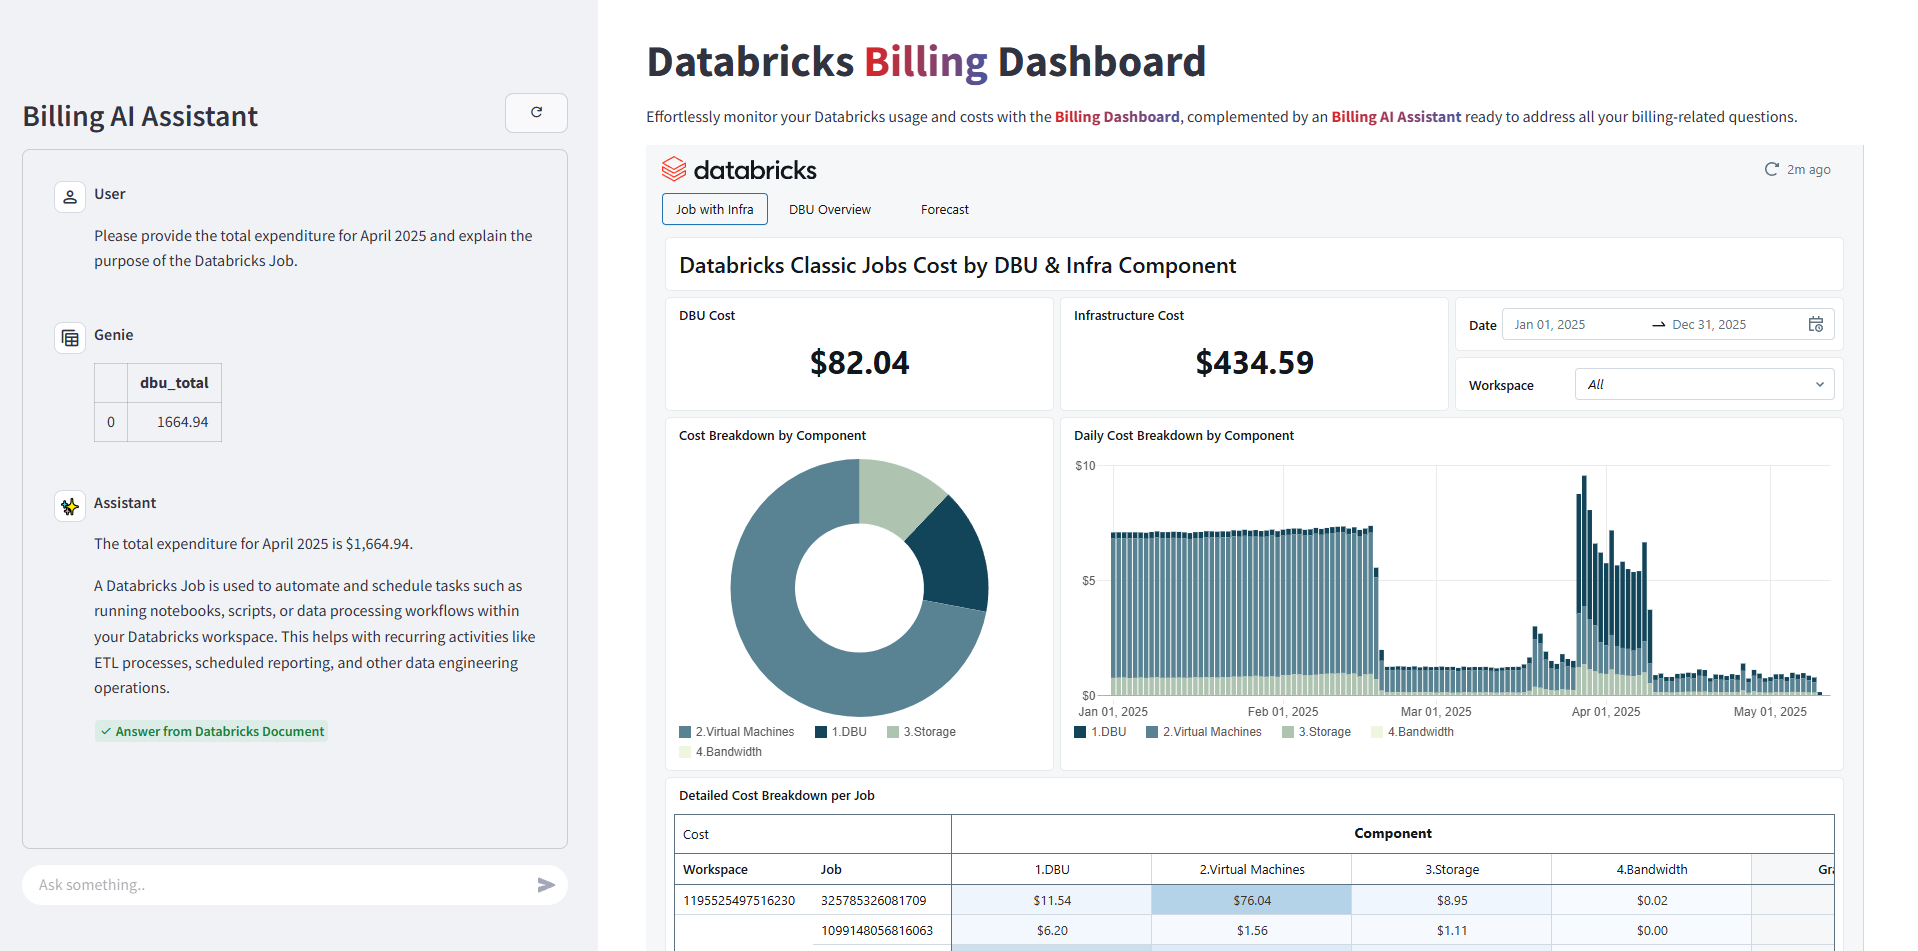 Billing AI Assistant
User
Please provide the total expenditure for April 2025 and explain the
purpose of the Databricks Job.
Genie
dbu_total
0 1664.94
Assistant
The total expenditure for April 2025 is $1,664.94.
A Databricks Job is used to automate and schedule tasks such as
running notebooks, scripts, or data processing workflows within
your Databricks workspace. This helps with recurring activities like
ETL processes, scheduled reporting, and other data engineering
operations.
Answer from Databricks Document
Ask something..
Databricks Billing Dashboard
Effortlessly monitor your Databricks usage and costs with the Billing Dashboard, complemented by an Billing AI Assistant ready to address all your billing-related questions.
databricks
2m ago
Job with Infra DBU Overview Forecast
Databricks Classic Jobs Cost by DBU & Infra Component
DBU Cost
$82.04
Infrastructure Cost
$434.59
Date Jan 01, 2025 Dec 31, 2025
Workspace All
Cost Breakdown by Component
2.Virtual Machines 1.DBU 3.Storage
4.Bandwidth
Daily Cost Breakdown by Component
$10
$5
$0
Jan 01, 2025 Feb 01, 2025 Mar 01, 2025 Apr 01, 2025 May 01, 2025
1.DBU 2.Virtual Machines 3.Storage 4.Bandwidth
Detailed Cost Breakdown per Job
Cost Component
Workspace Job 1.DBU 2.Virtual Machines 3.Storage 4.Bandwidth
1195525497516230 325785326081709 $11.54 $76.04 $8.95 $0.02
1099148056816063 $6.20 $1.56 $1.11 $0.00